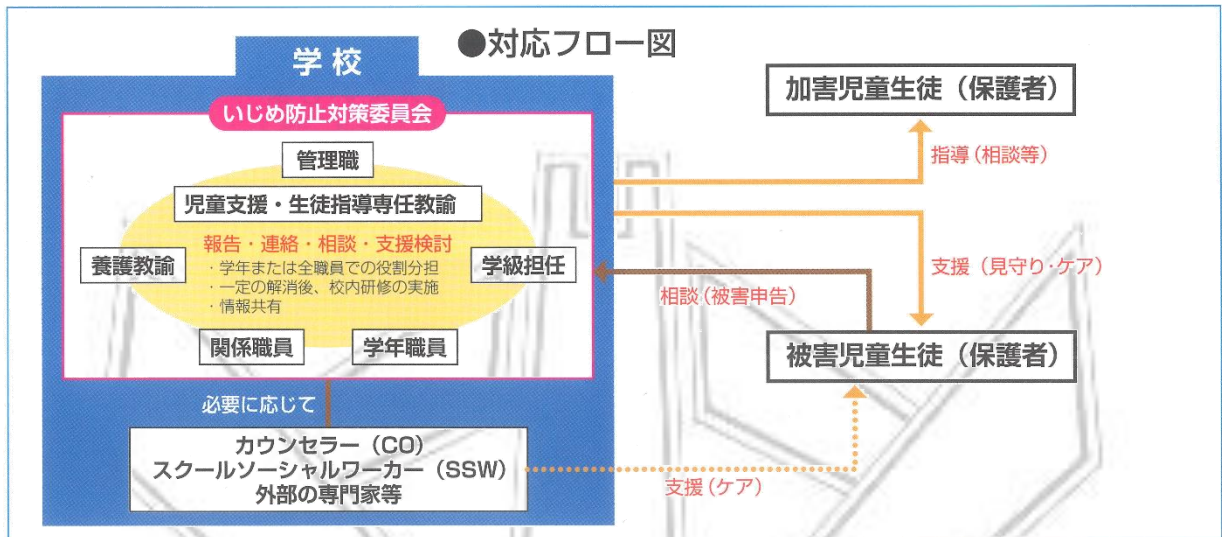 ●対応フロー図
学校
いじめ防止対策委員会
管理職
児童支援・生徒指導専任教諭
養護教諭
報告・連絡・相談・支援検討
・学年または全職員での役割分担
・一定の解消後、校内研修の実施
・情報共有
学級担任
関係職員
学年職員
必要に応じて
カウンセラー（CO）
スクールソーシャルワーカー（SSW）
外部の専門家等
加害児童生徒（保護者）
指導（相談等）
支援（見守り・ケア）
相談（被害申告）
被害児童生徒（保護者）
支援（ケア）